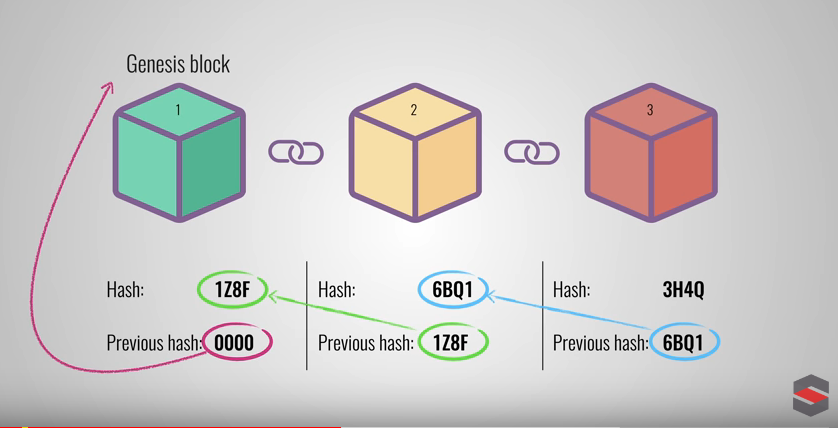 Genesis block
1
2
3
Hash: 1Z8F
Hash: 6BQ1
Hash: 3H4Q
Previous hash: 0000
Previous hash: 1Z8F
Previous hash: 6BQ1